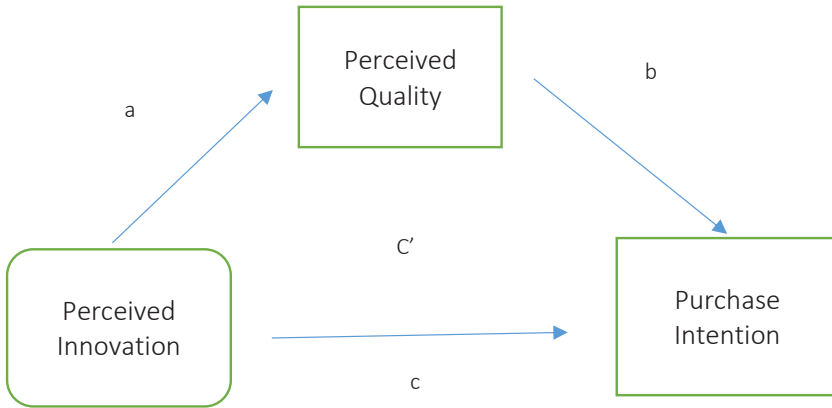 Perceived
Quality
b
a
C’
Perceived
Innovation
Purchase
Intention
c